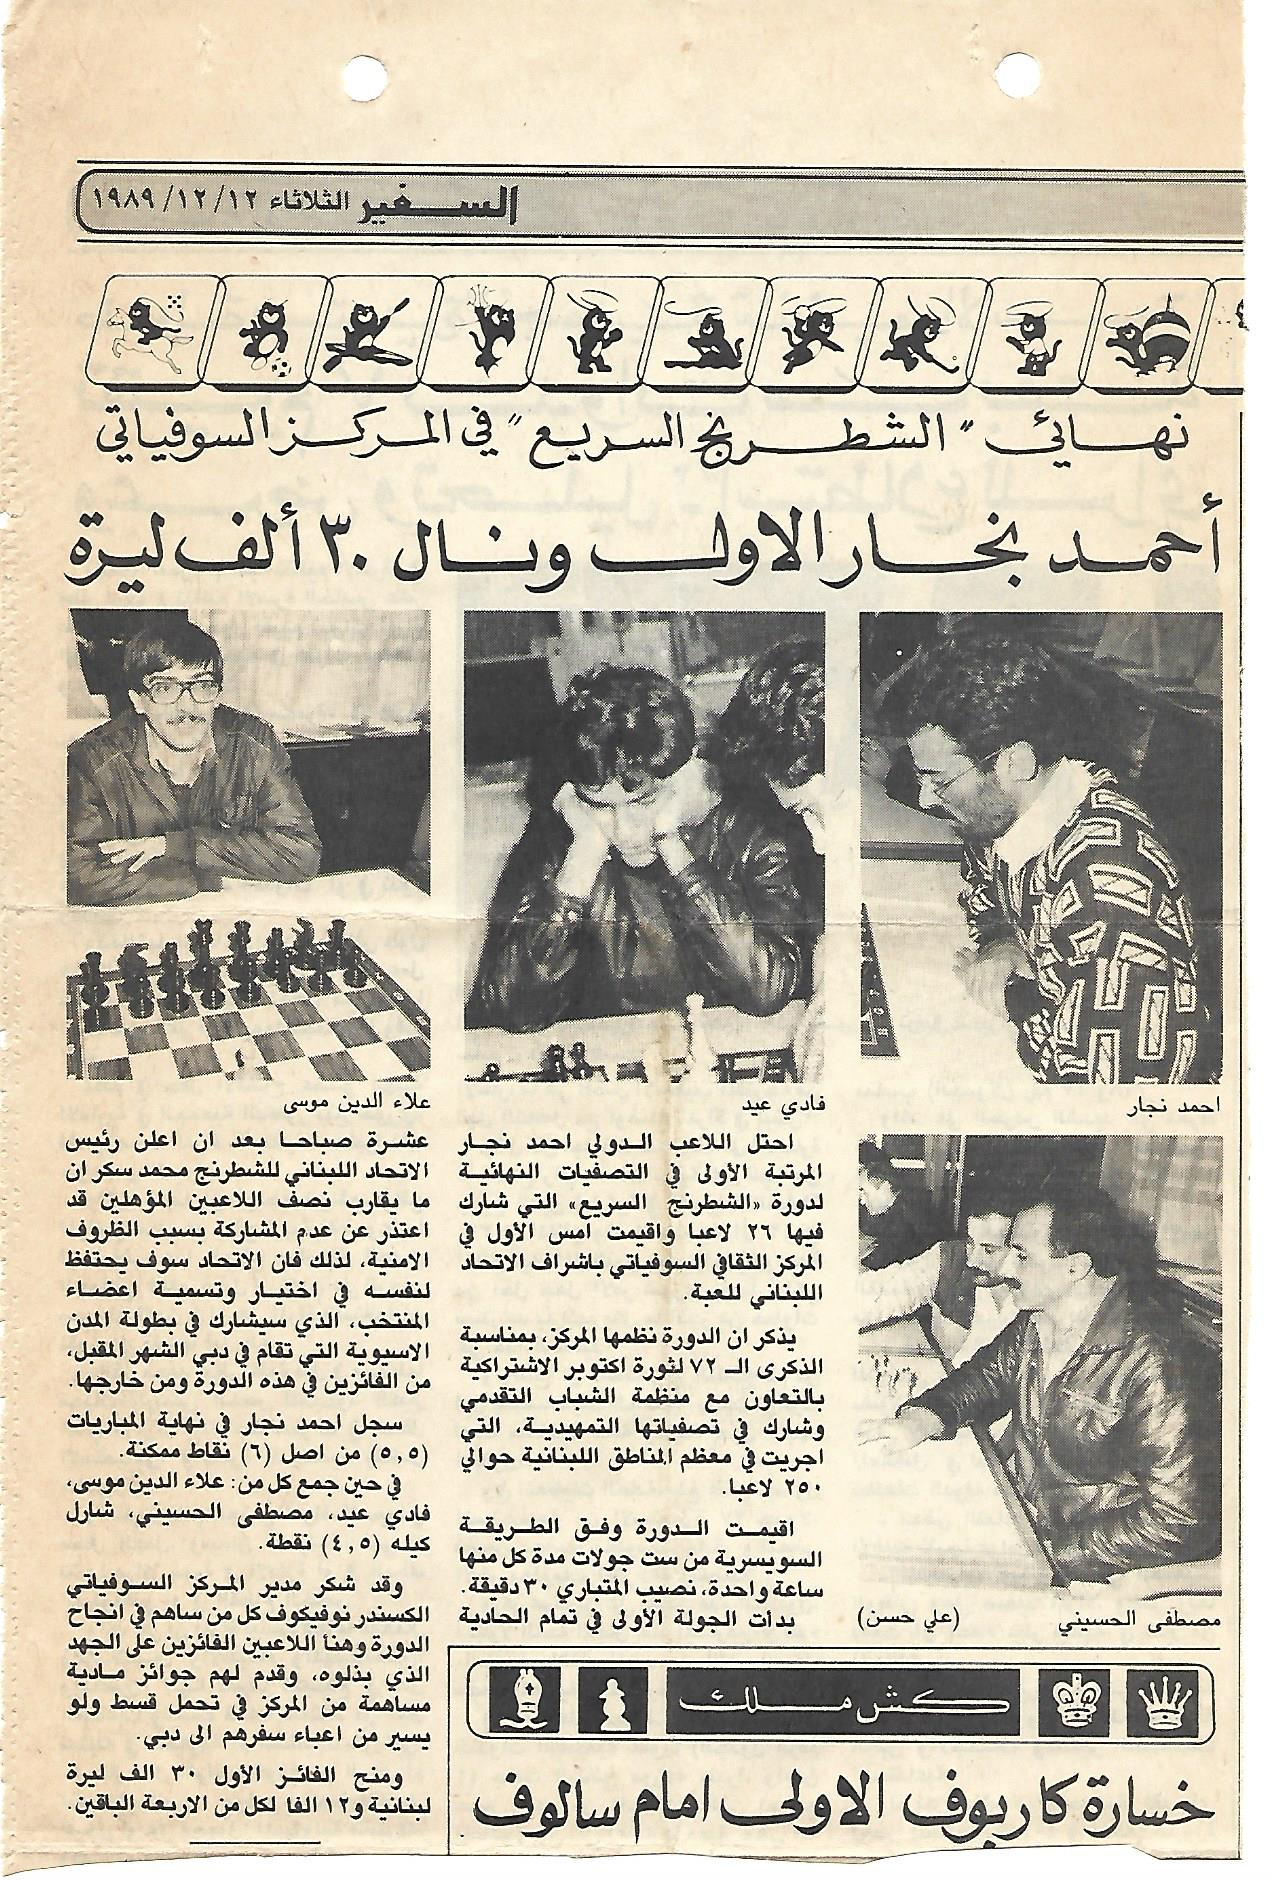 السفير الثلاثاء ١٢/١٢/١٩٨٩
نهائي "الشطرنج السريع" في المركز السوفياتي
أحمد نجار الاول ونال ٣٠ ألف ليرة
احمد نجار
فادي عيد
علاء الدين موسى
مصطفى الحسيني (علي حسن)
احتل اللاعب الدولي احمد نجار
المرتبة الأولى في التصفيات النهائية
لدورة «الشطرنج السريع» التي شارك
فيها ٢٦ لاعبا واقيمت امس الأول في
المركز الثقافي السوفياتي باشراف الاتحاد
اللبناني للعبة.
يذكر ان الدورة نظمها المركز، بمناسبة
الذكرى الـ ٧٢ لثورة اكتوبر الاشتراكية
بالتعاون مع منظمة الشباب التقدمي
وشارك في تصفياتها التمهيدية، التي
اجريت في معظم المناطق اللبنانية حوالي
٢٥٠ لاعبا.
اقيمت الدورة وفق الطريقة
السويسرية من ست جولات مدة كل منها
ساعة واحدة، نصيب المتباري ٣٠ دقيقة.
بدأت الجولة الأولى في تمام الحادية
عشرة صباحا بعد ان اعلن رئيس
الاتحاد اللبناني للشطرنج محمد سكر ان
ما يقارب نصف اللاعبين المؤهلين قد
اعتذر عن عدم المشاركة بسبب الظروف
الامنية، لذلك فان الاتحاد سوف يحتفظ
لنفسه في اختيار وتسمية اعضاء
المنتخب، الذي سيشارك في بطولة المدن
الاسيوية التي تقام في دبي الشهر المقبل،
من الفائزين في هذه الدورة ومن خارجها.
سجل احمد نجار في نهاية المباريات
(٥,٥) من اصل (٦) نقاط ممكنة.
في حين جمع كل من: علاء الدين موسى،
فادي عيد، مصطفى الحسيني، شارل
كيله (٤,٥) نقطة.
وقد شكر مدير المركز السوفياتي
الكسندر نوفيكوف كل من ساهم في انجاح
الدورة وهنأ اللاعبين الفائزين على الجهد
الذي بذلوه، وقدم لهم جوائز مادية
مساهمة من المركز في تحمل قسط ولو
يسير من اعباء سفرهم الى دبي.
ومنح الفائز الأول ٣٠ الف ليرة
لبنانية و١٢ الفا لكل من الاربعة الباقين.
كش ملك
خسارة كاربوف الاولى امام سالوف